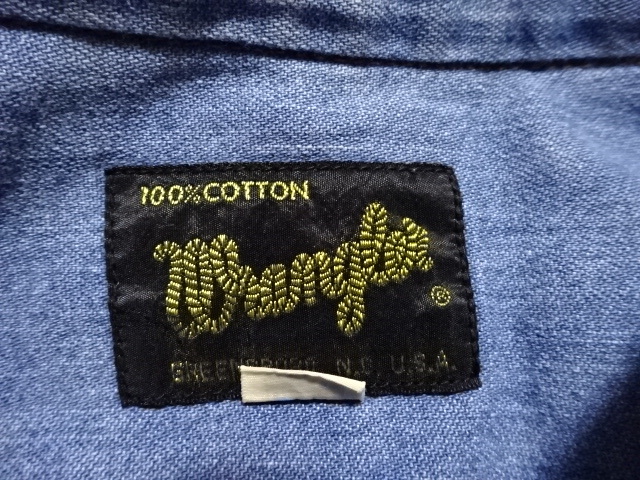 100% COTTON
Wrangler
®
GREENSBORO N.C U.S.A.